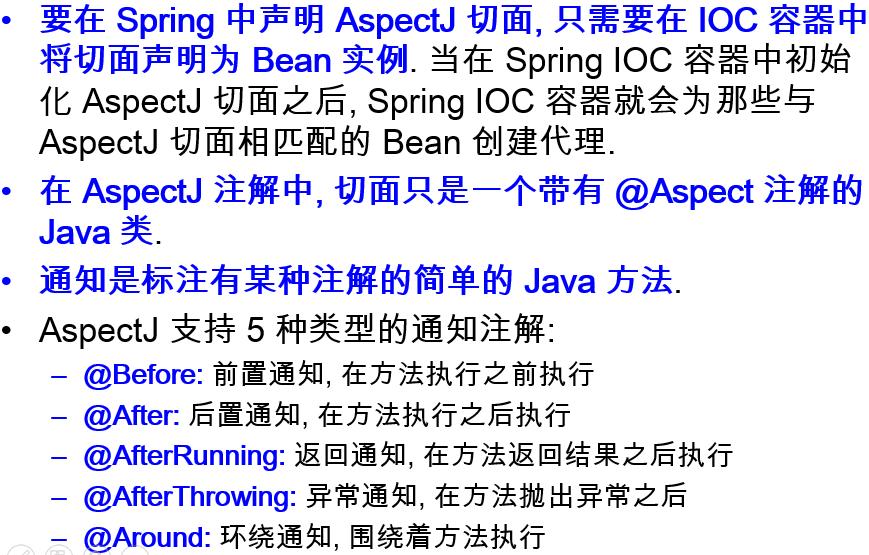 • 要在 Spring 中声明 AspectJ 切面, 只需要在 IOC 容器中
将切面声明为 Bean 实例. 当在 Spring IOC 容器中初始
化 AspectJ 切面之后, Spring IOC 容器就会为那些与
AspectJ 切面相匹配的 Bean 创建代理.
• 在 AspectJ 注解中, 切面只是一个带有 @Aspect 注解的
Java 类.
• 通知是标注有某种注解的简单的 Java 方法.
• AspectJ 支持 5 种类型的通知注解:
– @Before: 前置通知, 在方法执行之前执行
– @After: 后置通知, 在方法执行之后执行
– @AfterRunning: 返回通知, 在方法返回结果之后执行
– @AfterThrowing: 异常通知, 在方法抛出异常之后
– @Around: 环绕通知, 围绕着方法执行